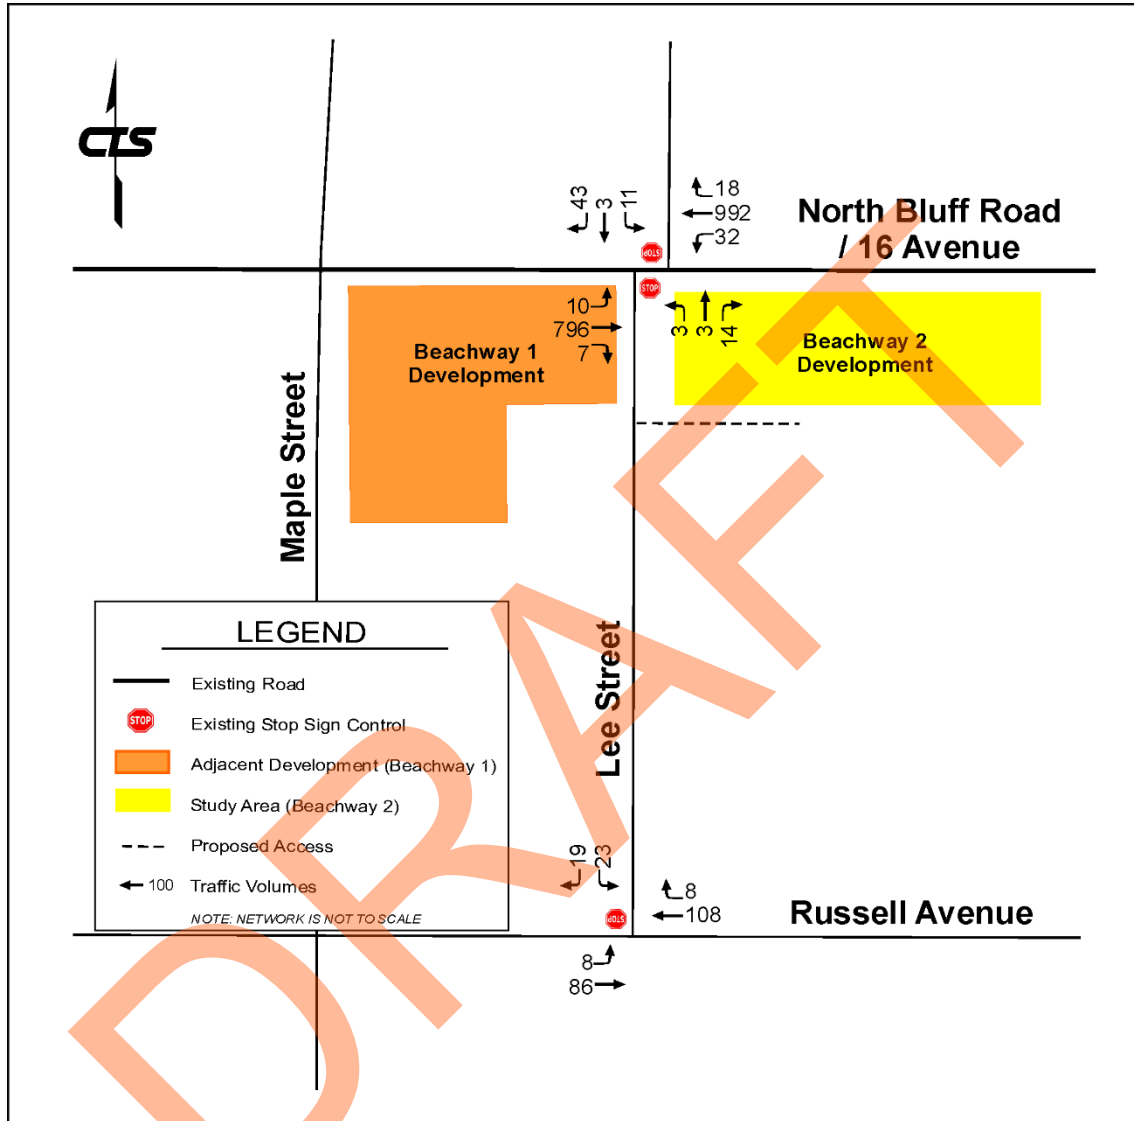 CTS
43
3
11
18
992
32
North Bluff Road
/ 16 Avenue
STOP
STOP
10
796
7
3
3
14
Beachway 1
Development
Beachway 2
Development
Maple Street
Lee Street
LEGEND
Existing Road
STOP
Existing Stop Sign Control
Adjacent Development (Beachway 1)
Study Area (Beachway 2)
Proposed Access
100
Traffic Volumes
NOTE: NETWORK IS NOT TO SCALE
19
23
8
108
STOP
Russell Avenue
8
86
DRAFT